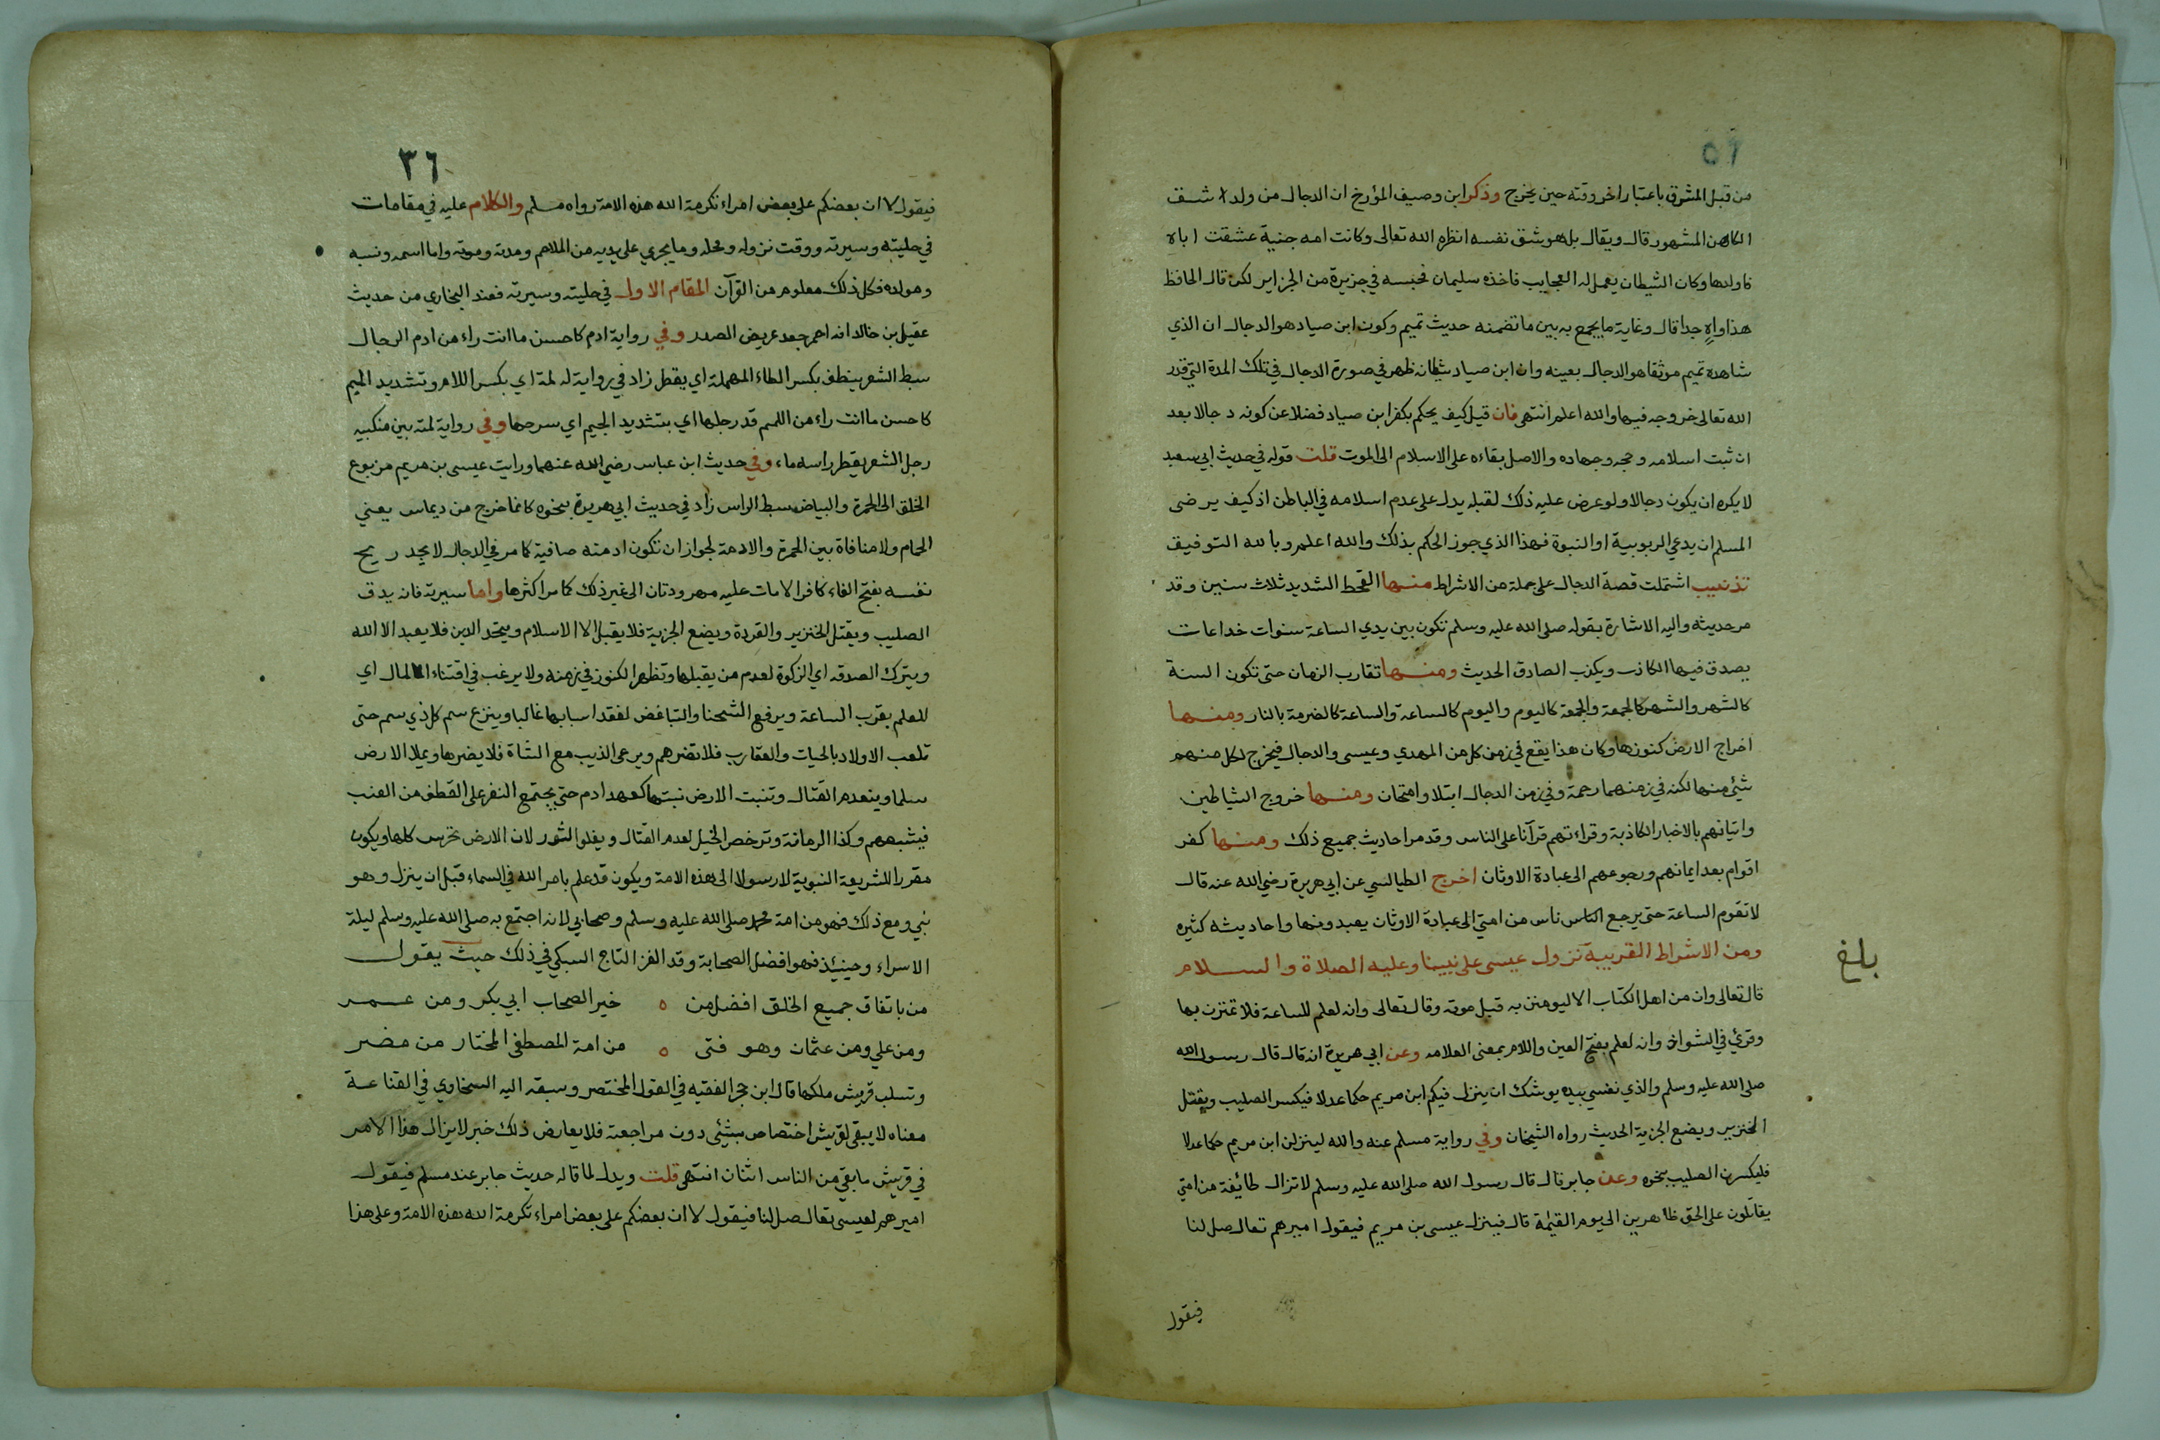 ٥٦
من قبل المشرق باعتبار اخر وقته حين يخرج وذكر ابن وصيف المؤرخ ان الدجال من ولد شق
الكاهن المشهور قال ويقال بل هو شق نفسه انظره الله تعالى وكانت امه جنية عشقت اباه
فاولدها وكان الشيطان يعمل له العجايب فاخذه سليمان فحبسه في جزيرة من الجزاير لكن قال الحافظ
هذا واهٍ جدا قال وغاية ما يجمع به بين ما تضمنه حديث تميم وكون ابن صياد هو الدجال ان الذي
شاهده تميم موثقا هو الدجال بعينه وان ابن صياد شيطان ظهر في صورة الدجال في تلك المدة التي قدر
الله تعالى خروجه فيها والله اعلم انتهى فان قيل كيف يحكم بكفر ابن صياد فضلا عن كونه دجالا بعد
ان ثبت اسلامه وحجه وجهاده والاصل بقاءه على الاسلام الى الموت قلت قوله في حديث ابي سعيد
لا يكره ان يكون دجالا ولو عرض عليه ذلك لقبله يدل على عدم اسلامه في الباطن اذ كيف يرضى
المسلم ان يدعي الربوبية او النبوة فهذا الذي جوز الحكم بذلك والله اعلم وبالله التوفيق
تذنيب اشتملت قصة الدجال على جملة من الاشراط منها القحط الشديد ثلاث سنين وقد
مر حديثه واليه الاشارة بقوله صلى الله عليه وسلم تكون بين يدي الساعة سنوات خداعات
يصدق فيها الكاذب ويكذب الصادق الحديث ومنها تقارب الزمان حتى تكون السنة
كالشهر والشهر كالجمعة والجمعة كاليوم واليوم كالساعة والساعة كالضرمة بالنار ومنها
اخراج الارض كنوزها وكان هذا يقع في زمن كل من المهدي وعيسى والدجال فيخرج لكل منهم
شيئ منها لكنه في زمنهما رحمة وفي زمن الدجال ابتلا وامتحان ومنها خروج الشياطين
واتيانهم بالاخبار الكاذبة وقراءتهم قرآنا على الناس وقد مر احاديث جميع ذلك ومنها كفر
اقوام بعد ايمانهم ورجوعهم الى عبادة الاوثان اخرج الطيالسي عن ابي هريرة رضي الله عنه قال
لا تقوم الساعة حتى يرجع الناس ناس من امتي الى عبادة الاوثان يعبدونها واحاديثه كثيره
ومن الاشراط القريبة نزول عيسى على نبينا وعليه الصلاة والسلام
بلغ
قال تعالى وان من اهل الكتاب الا ليومنن به قبل موته وقال تعالى وانه لعلم للساعة فلا تمترن بها
وقرئ في الشواذ وانه لعلم بفتح العين واللام بمعنى العلامه وعن ابي هريرة انه قال قال رسول الله
صلى الله عليه وسلم والذي نفسي بيده يوشك ان ينزل فيكم ابن مريم حكما عدلا فيكسر الصليب ويقتل
الخنزير ويضع الجزية الحديث رواه الشيخان وفي رواية مسلم عنه والله لينزلن ابن مريم حكما عدلا
فليكسرن الصليب بنحوه وعن جابر قال قال رسول الله صلى الله عليه وسلم لا تزال طائفة من امتي
يقاتلون على الحق ظاهرين الى يوم القيمة قال فينزل عيسى بن مريم فيقول اميرهم تعال صل لنا
فيقول
٣٦
فيقول لا ان بعضكم على بعض امراء تكرمة الله هذه الامة رواه مسلم والكلام عليه في مقامات
في حليته وسيرته ووقت نزوله ومحله وما يجري على يديه من الملاحم ومدته وموته واما اسمه ونسبه
ومولده فكل ذلك معلوم من القرآن المقام الاول في حليته وسيرته فعند البخاري من حديث
عقيل بن خالد انه احمر جعد عريض الصدر وفي رواية ادم كاحسن ما انت راء من ادم الرجال
سبط الشعر ينطف بكسر الطاء المهملة اي يقطر زاد في رواية له لمة اي بكسر اللام وتشديد الميم
كاحسن ما انت راء من اللمم قد رجلها اي بتشديد الجيم اي سرحها وفي رواية لمته بين منكبيه
رجل الشعر يقطر راسه ماء وفي حديث ابن عباس رضي الله عنهما ورايت عيسى بن مريم مربوع
الخلق الى الحمرة والبياض سبط الراس زاد في حديث ابي هريرة بنحوه كانما خرج من ديماس يعني
الحمام ولا منافاة بين الحمرة والادمة لجواز ان تكون ادمته صافية كما مر في الدجال لا يجد ريح
نفسه بفتح الفاء كافر الا مات عليه مهرودتان الى غير ذلك كما مر اكثرها واما سيرته فانه يدق
الصليب ويقتل الخنزير والقردة ويضع الجزية فلا يقبل الا الاسلام ويتحد الدين فلا يعبد الا الله
ويترك الصدقه اي الزكوة لعدم من يقبلها وتظهر الكنوز في زمنه ولا يرغب في اقتناء المال اي
للعلم بقرب الساعة ويرفع الشحنا والتباغض لفقد اسبابها غالبا وينزع سم كل ذي سم حتى
تلعب الاولاد بالحيات والعقارب فلا تضرهم ويرعى الذيب مع الشاة فلا يضرها ويملا الارض
سلما وينعدم القتال وتنبت الارض نبتها كعهد ادم حتى يجتمع النفر على القطف من العنب
فيشبعهم وكذا الرمانة وترخص الخيل لعدم القتال ويغلوا الثور لان الارض تحرس كلها ويكون
مقررا للشريعة النبوية لا رسولا الى هذه الامة ويكون قد علم بامر الله في السماء قبل ان ينزل وهو
نبي ومع ذلك فهو من امة محمد صلى الله عليه وسلم وصحابي لانه اجتمع به صلى الله عليه وسلم ليلة
الاسراء وحينئذ فهو افضل الصحابة وقد الغز التاج السبكي في ذلك حيث يقول
من باتفاق جميع الخلق افضل من ٥ خير الصحاب ابي بكر ومن عمر
ومن علي ومن عثمان وهو فتى ٥ من امة المصطفى المختار من مضر
وتسلب قريش ملكها قال ابن حجر الفقيه في القول المختصر وسبقه اليه السخاوي في القناعة
معناه لا يبقى لقريش اختصاص بشيئ دون مراجعته فلا يعارض ذلك خبر لا يزال هذا الامر
في قريش ما بقي من الناس اثنان انتهى قلت ويدل لما قاله حديث جابر عند مسلم فيقول
اميرهم لعيسى تعال صل لنا فيقول لا ان بعضكم على بعض امراء تكرمة الله هذه الامة وعلى هذا